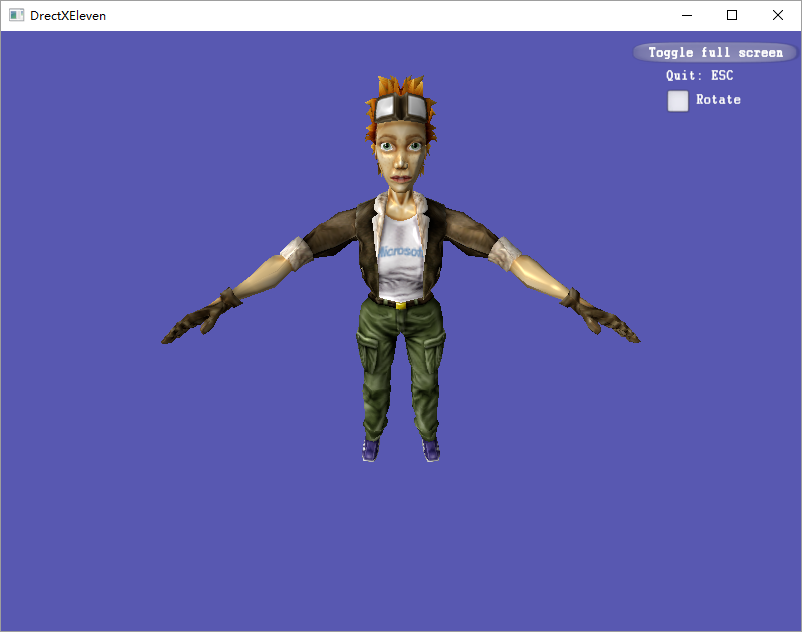 DrectXEleven
Toggle full screen
Quit: ESC
Rotate
Microsoft